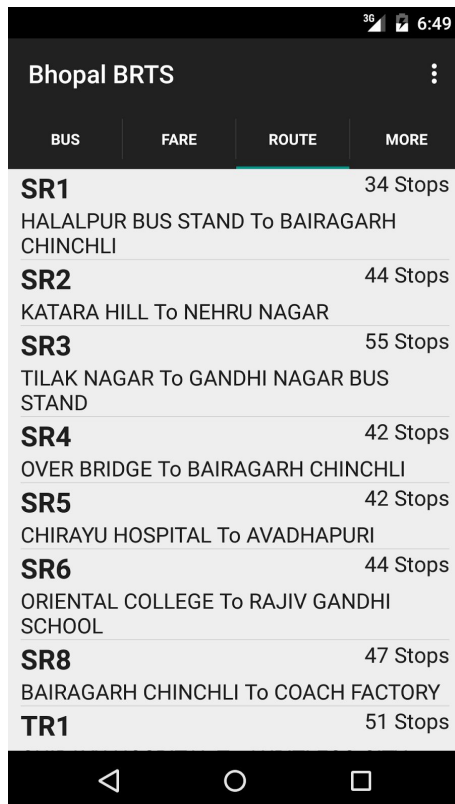 3G 6:49
Bhopal BRTS
BUS FARE ROUTE MORE
SR1 34 Stops
HALALPUR BUS STAND To BAIRAGARH
CHINCHLI
SR2 44 Stops
KATARA HILL To NEHRU NAGAR
SR3 55 Stops
TILAK NAGAR To GANDHI NAGAR BUS
STAND
SR4 42 Stops
OVER BRIDGE To BAIRAGARH CHINCHLI
SR5 42 Stops
CHIRAYU HOSPITAL To AVADHAPURI
SR6 44 Stops
ORIENTAL COLLEGE To RAJIV GANDHI
SCHOOL
SR8 47 Stops
BAIRAGARH CHINCHLI To COACH FACTORY
TR1 51 Stops